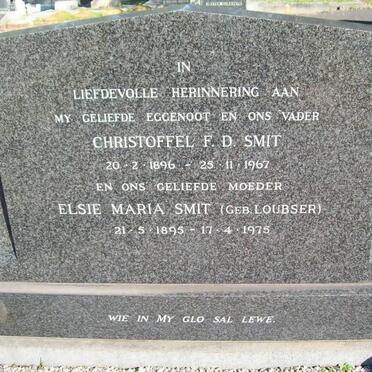 IN
LIEFDEVOLLE HERINNERING AAN
MY GELIEFDE EGGENOOT EN ONS VADER
CHRISTOFFEL F. D. SMIT
20-2-1896 - 25-11-1967
EN ONS GELIEFDE MOEDER
ELSIE MARIA SMIT (GEB. LOUBSER)
21-5-1895 - 17-4-1975
WIE IN MY GLO SAL LEWE.